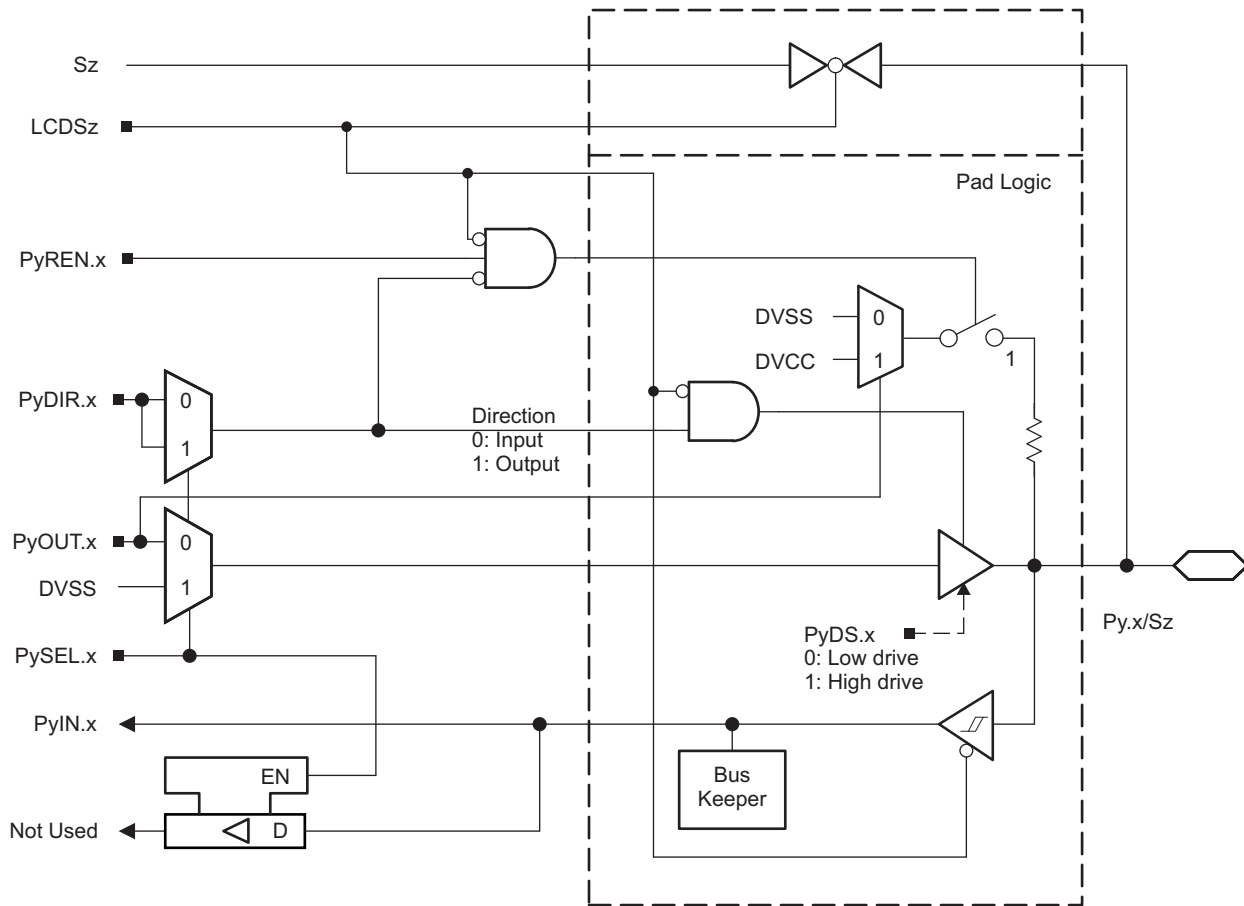 Sz
LCDSz
Pad Logic
PyREN.x
DVSS
0
DVCC
1
1
PyDIR.x
0
1
Direction
0: Input
1: Output
PyOUT.x
0
DVSS
1
PyDS.x
0: Low drive
1: High drive
Py.x/Sz
PySEL.x
PyIN.x
Bus
Keeper
EN
Not Used
D